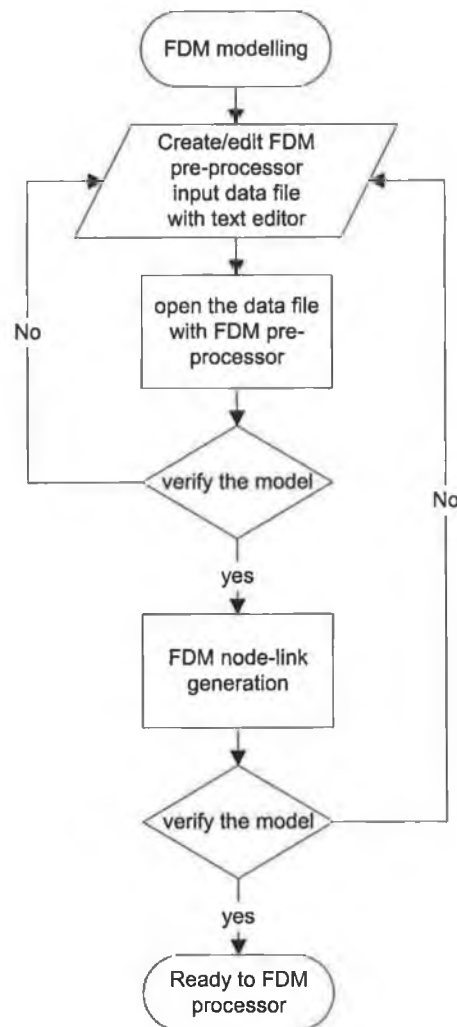 FDM modelling
Create/edit FDM
pre-processor
input data file
with text editor
No
open the data file
with FDM pre-
processor
verify the model
No
yes
FDM node-link
generation
verify the model
yes
Ready to FDM
processor